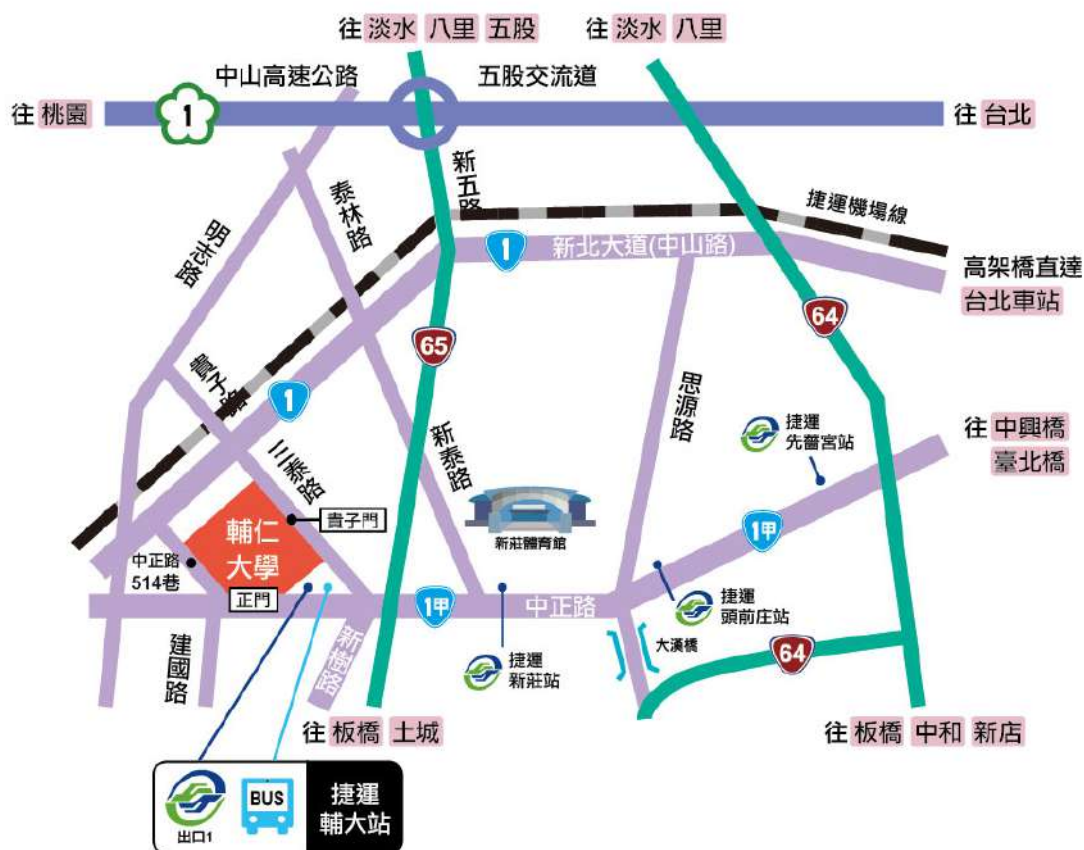 往 淡水 八里 五股
往 淡水 八里
中山高速公路
五股交流道
往 桃園
1
往 台北
新五路
泰林路
明志路
捷運機場線
1
新北大道(中山路)
高架橋直達
台北車站
64
65
貴子路
1
思源路
捷運
先嗇宮站
往 中興橋
臺北橋
新泰路
三泰路
貴子門
輔仁
大學
新莊體育館
1甲
中正路
514巷
正門
1甲
中正路
捷運
頭前庄站
大漢橋
建國路
新樹路
捷運
新莊站
64
往 板橋 土城
往 板橋 中和 新店
出口1
BUS
捷運
輔大站